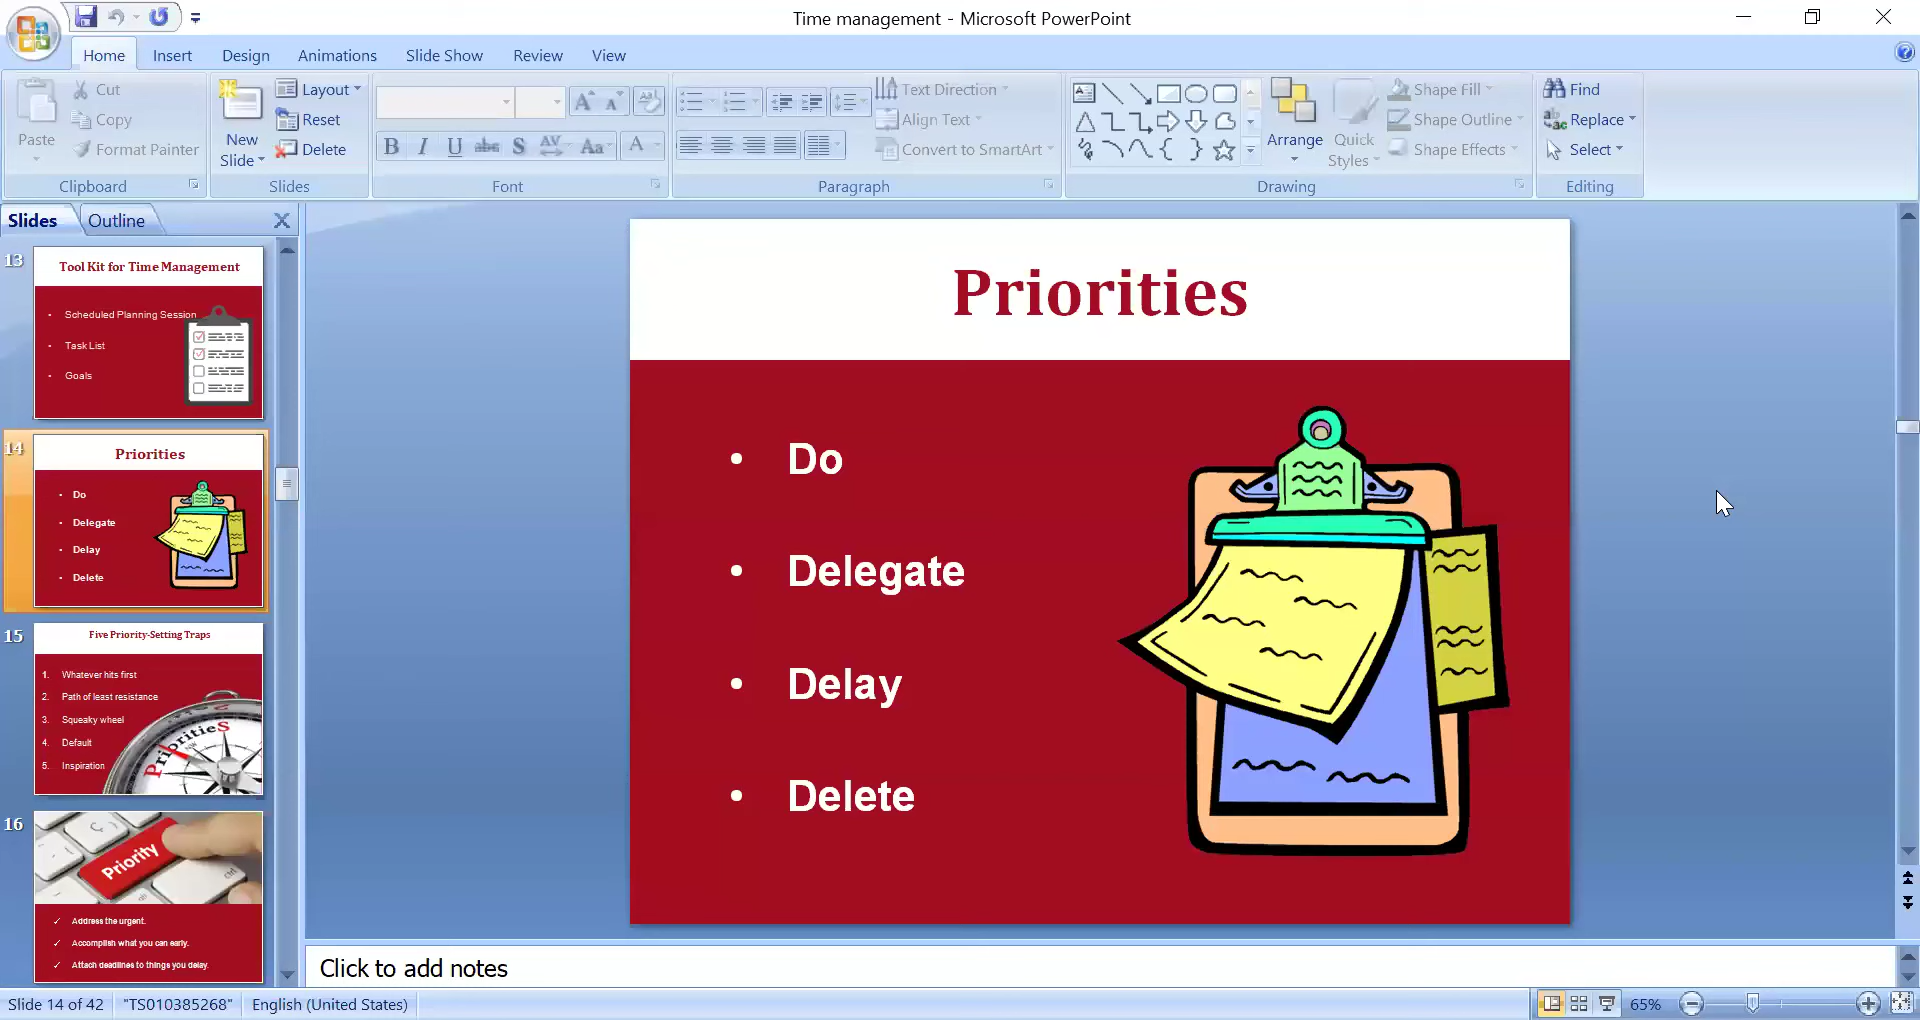 Time management - Microsoft PowerPoint
Home Insert Design Animations Slide Show Review View
Paste
Cut
Copy
Format Painter
Clipboard
New Slide
Layout
Reset
Delete
Slides
B I U abc S AV Aa A
Font
Text Direction
Align Text
Convert to SmartArt
Paragraph
Arrange
Quick Styles
Shape Fill
Shape Outline
Shape Effects
Drawing
Find
Replace
Select
Editing
Slides Outline
13
Tool Kit for Time Management
• Scheduled Planning Session
• Task List
• Goals
14
Priorities
• Do
• Delegate
• Delay
• Delete
15
Five Priority-Setting Traps
1. Whatever hits first
2. Path of least resistance
3. Squeaky wheel
4. Default
5. Inspiration
PrioritieS
16
Priority
ctrl
✓ Address the urgent.
✓ Accomplish what you can early.
✓ Attach deadlines to things you delay.
Priorities
• Do
• Delegate
• Delay
• Delete
Click to add notes
Slide 14 of 42 "TS010385268" English (United States) 65%